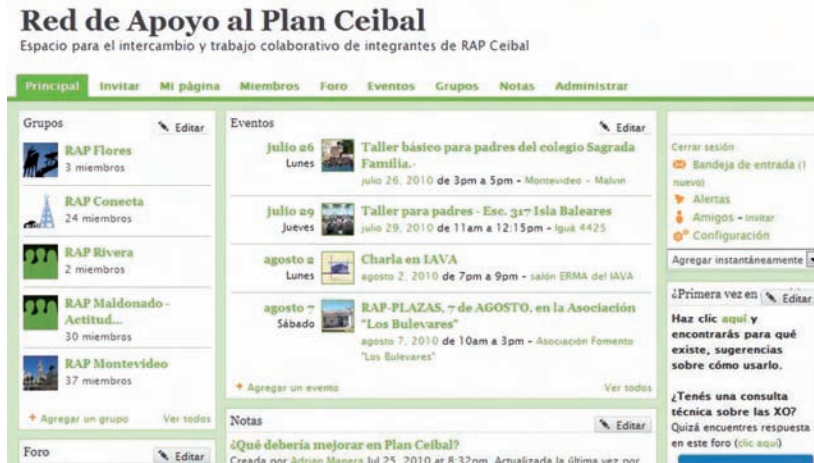 Red de Apoyo al Plan Ceibal
Espacio para el intercambio y trabajo colaborativo de integrantes de RAP Ceibal
Principal Invitar Mi página Miembros Foro Eventos Grupos Notas Administrar
Grupos
Editar
RAP Flores
3 miembros
RAP Conecta
24 miembros
RAP Rivera
2 miembros
RAP Maldonado -
Actitud...
30 miembros
RAP Montevideo
37 miembros
+ Agregar un grupo Ver todos
Foro
Editar
Eventos
Editar
julio 26
Lunes
Taller básico para padres del colegio Sagrada
Familia.-
julio 26, 2010 de 3pm a 5pm – Montevideo - Malvin
julio 29
Jueves
Taller para padres - Esc. 317 Isla Baleares
julio 29, 2010 de 11am a 12:15pm – Iguá 4425
agosto 2
Lunes
Charla en IAVA
agosto 2, 2010 de 7pm a 9pm – salón ERMA del IAVA
agosto 7
Sábado
RAP-PLAZAS, 7 de AGOSTO, en la Asociación
"Los Bulevares"
agosto 7, 2010 de 10am a 3pm – Asociación Fomento
"Los Bulevares"
+ Agregar un evento Ver todos
Notas
Editar
¿Qué debería mejorar en Plan Ceibal?
Creada por Adrian Manera Jul 25, 2010 at 8:32pm. Actualizada la última vez por
Cerrar sesión
Bandeja de entrada (1
nuevo)
Alertas
Amigos – Invitar
Configuración
Agregar instantáneamente
¿Primera vez en
Editar
Haz clic aquí y
encontrarás para qué
existe, sugerencias
sobre cómo usarlo.
¿Tenés una consulta
técnica sobre las XO?
Quizá encuentres respuesta
en este foro (clic aquí)